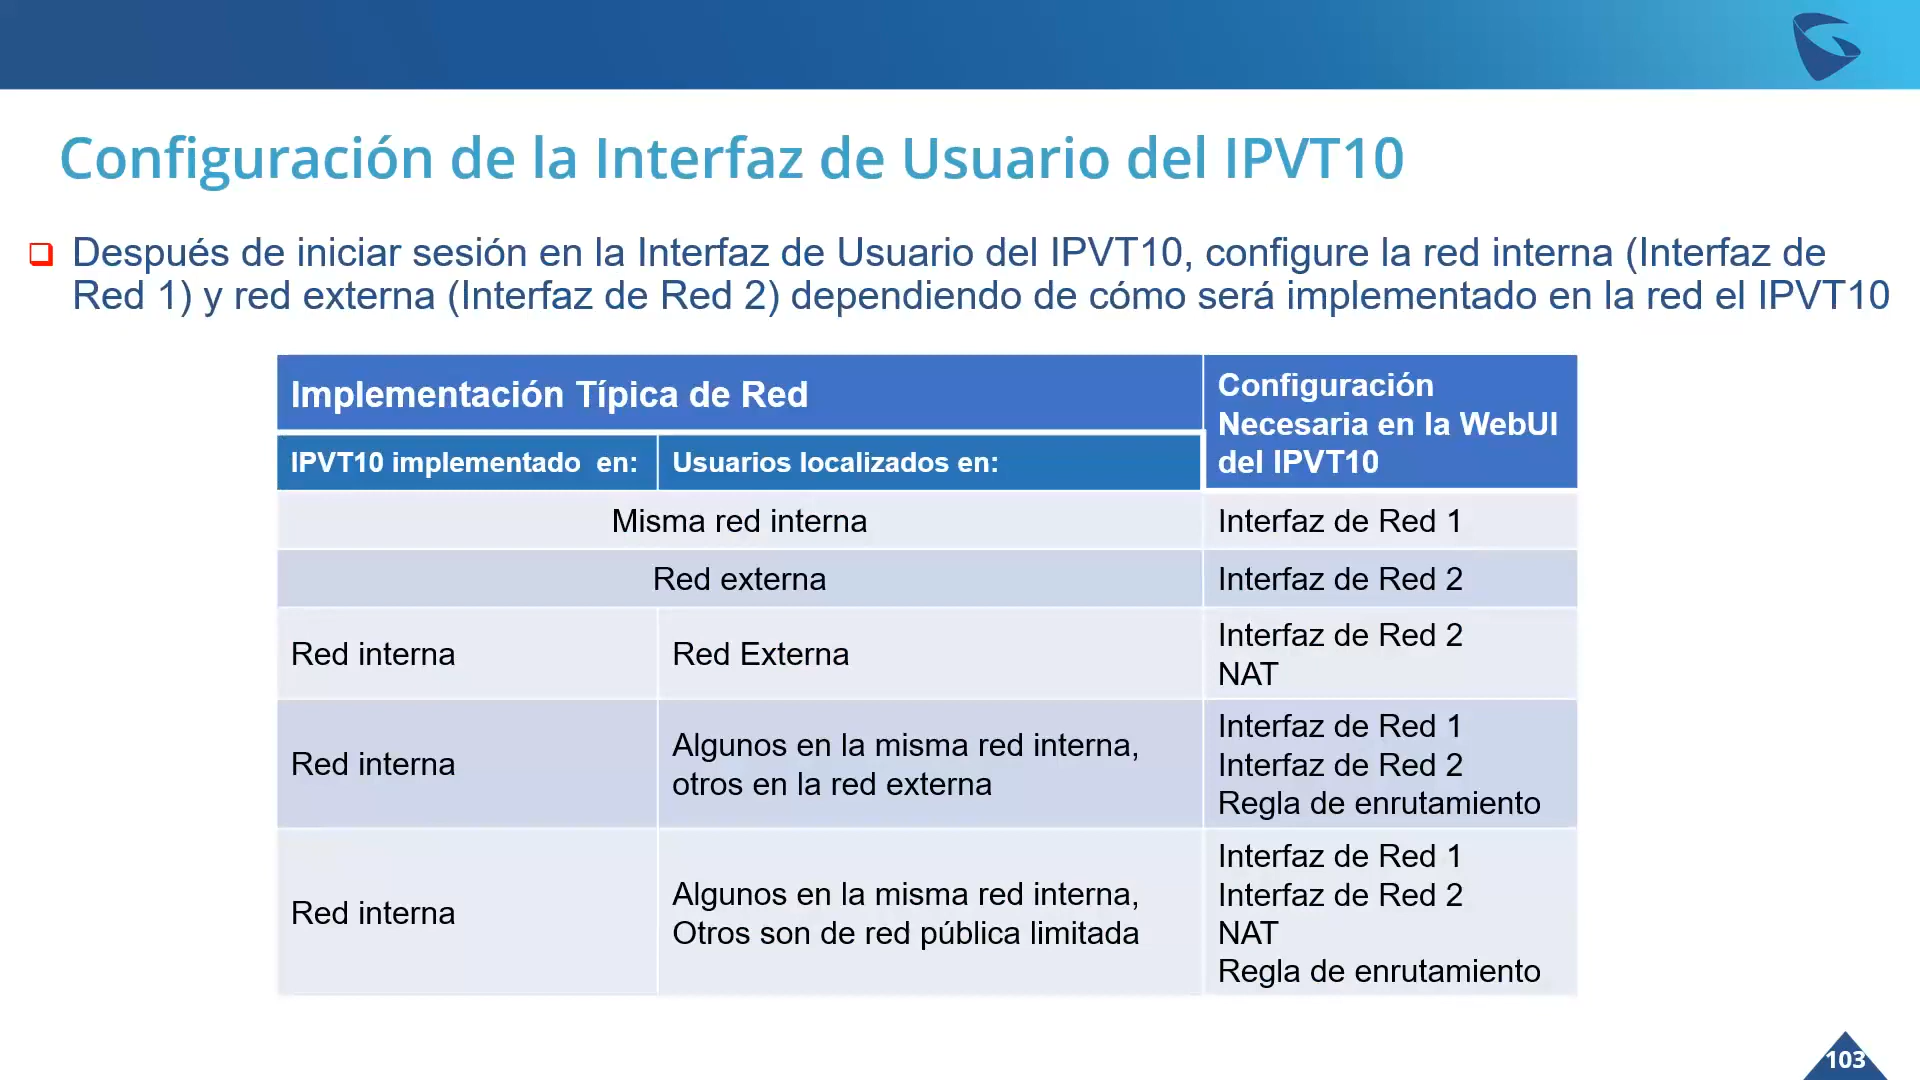 Configuración de la Interfaz de Usuario del IPVT10
Después de iniciar sesión en la Interfaz de Usuario del IPVT10, configure la red interna (Interfaz de
Red 1) y red externa (Interfaz de Red 2) dependiendo de cómo será implementado en la red el IPVT10
Implementación Típica de Red
Configuración
Necesaria en la WebUI
del IPVT10
IPVT10 implementado en:
Usuarios localizados en:
Misma red interna
Interfaz de Red 1
Red externa
Interfaz de Red 2
Red interna
Red Externa
Interfaz de Red 2
NAT
Red interna
Algunos en la misma red interna,
otros en la red externa
Interfaz de Red 1
Interfaz de Red 2
Regla de enrutamiento
Red interna
Algunos en la misma red interna,
Otros son de red pública limitada
Interfaz de Red 1
Interfaz de Red 2
NAT
Regla de enrutamiento
103